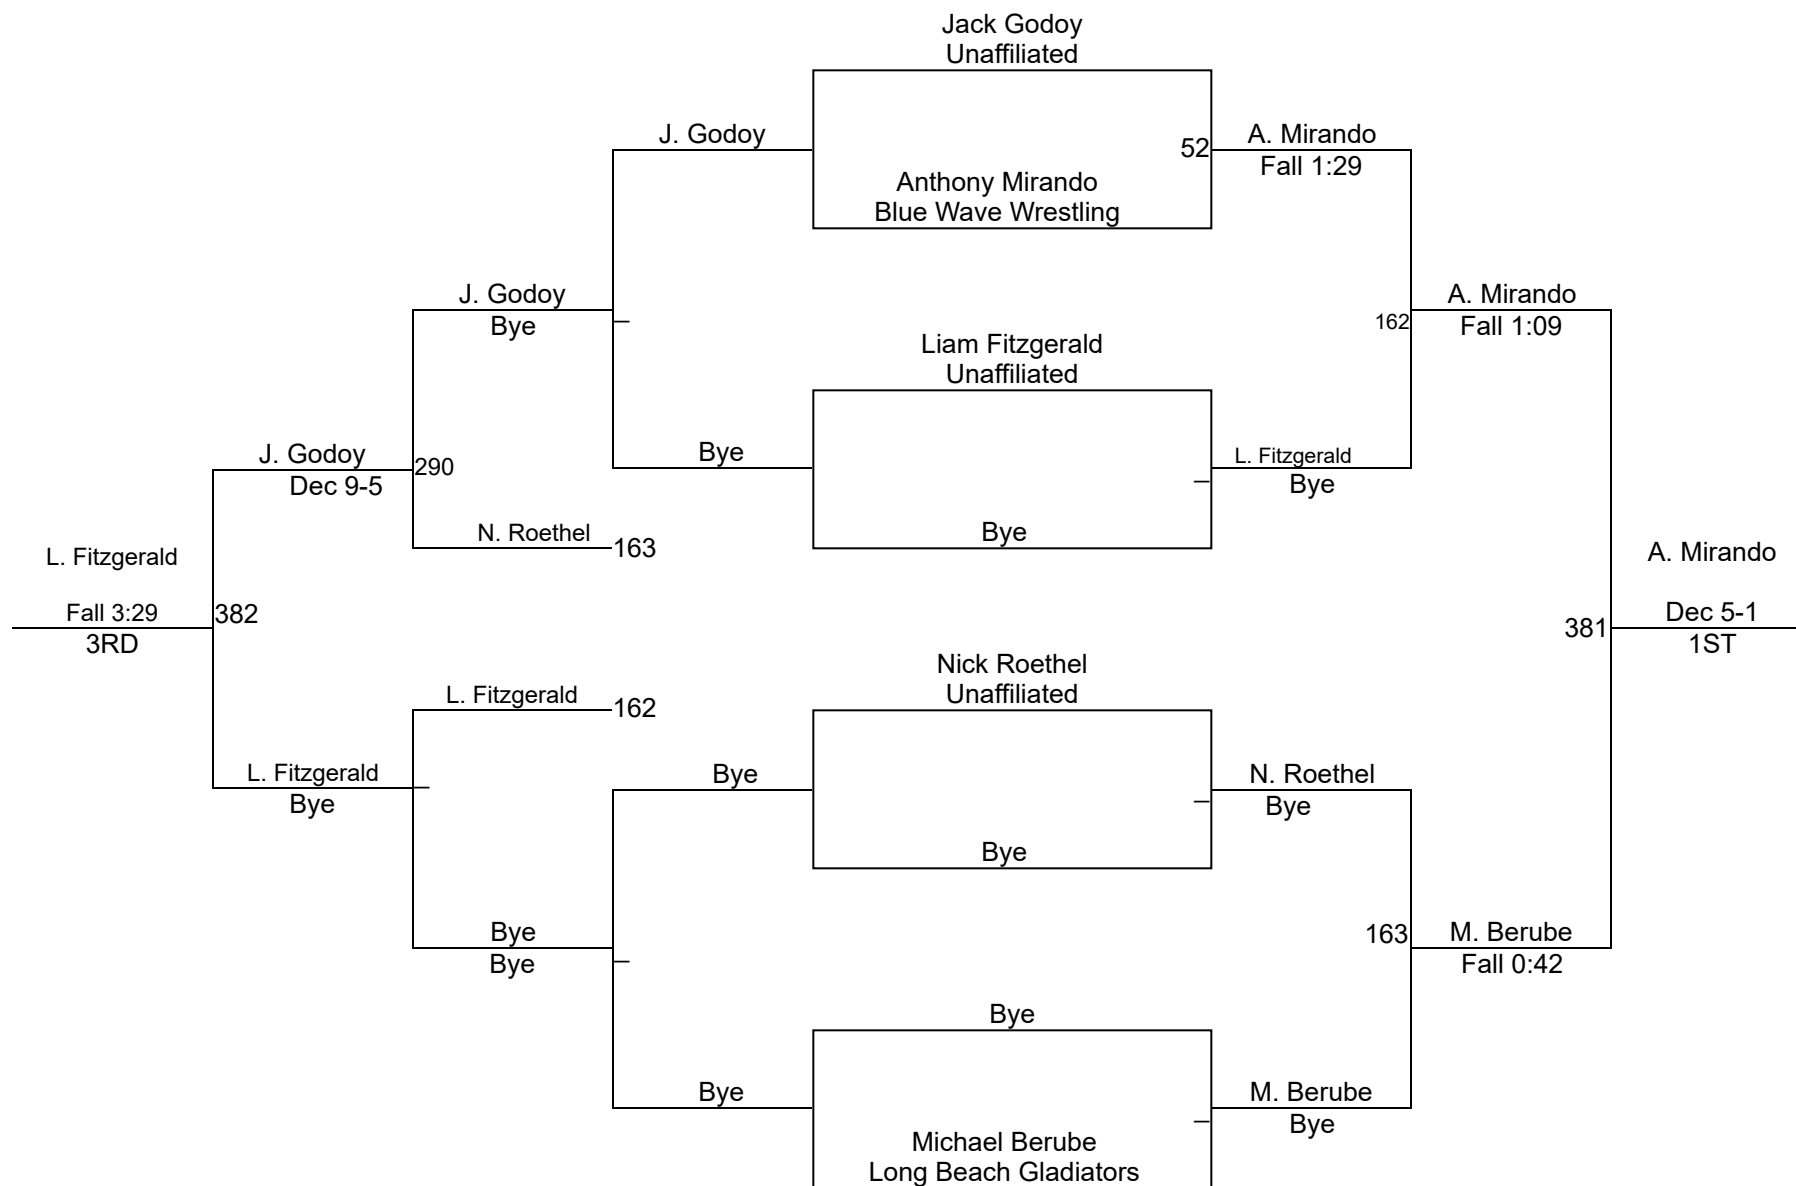 Jack Godoy
Unaffiliated
J. Godoy
52
A. Mirando
Fall 1:29
Anthony Mirando
Blue Wave Wrestling
J. Godoy
Bye
A. Mirando
162
Fall 1:09
Liam Fitzgerald
Unaffiliated
J. Godoy
290
Dec 9-5
Bye
L. Fitzgerald
Bye
N. Roethel
163
Bye
L. Fitzgerald
A. Mirando
Fall 3:29
382
3RD
381
Dec 5-1
1ST
Nick Roethel
Unaffiliated
L. Fitzgerald
162
L. Fitzgerald
Bye
Bye
N. Roethel
Bye
Bye
Bye
Bye
163
M. Berube
Fall 0:42
Bye
Bye
M. Berube
Bye
Michael Berube
Long Beach Gladiators